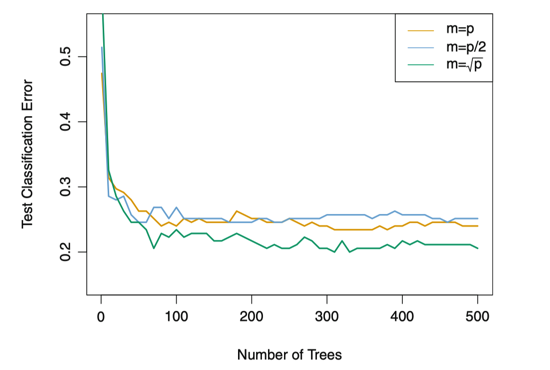 m=p
m=p/2
m=√p
0.5
0.4
0.3
0.2
Test Classification Error
0 100 200 300 400 500
Number of Trees